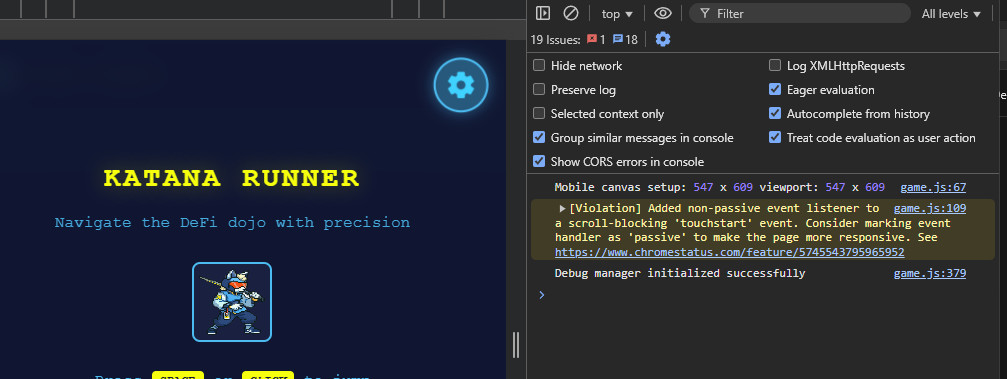 KATANA RUNNER
Navigate the DeFi dojo with precision
Press SPACE or CLICK to jump
top ▾
Filter
All levels ▾
19 Issues: 1 18
Hide network
Log XMLHttpRequests
Preserve log
Eager evaluation
Selected context only
Autocomplete from history
Group similar messages in console
Treat code evaluation as user action
Show CORS errors in console
Mobile canvas setup: 547 x 609 viewport: 547 x 609 game.js:67
[Violation] Added non-passive event listener to game.js:109
a scroll-blocking 'touchstart' event. Consider marking event
handler as 'passive' to make the page more responsive. See
https://www.chromestatus.com/feature/5745543795965952
Debug manager initialized successfully game.js:379